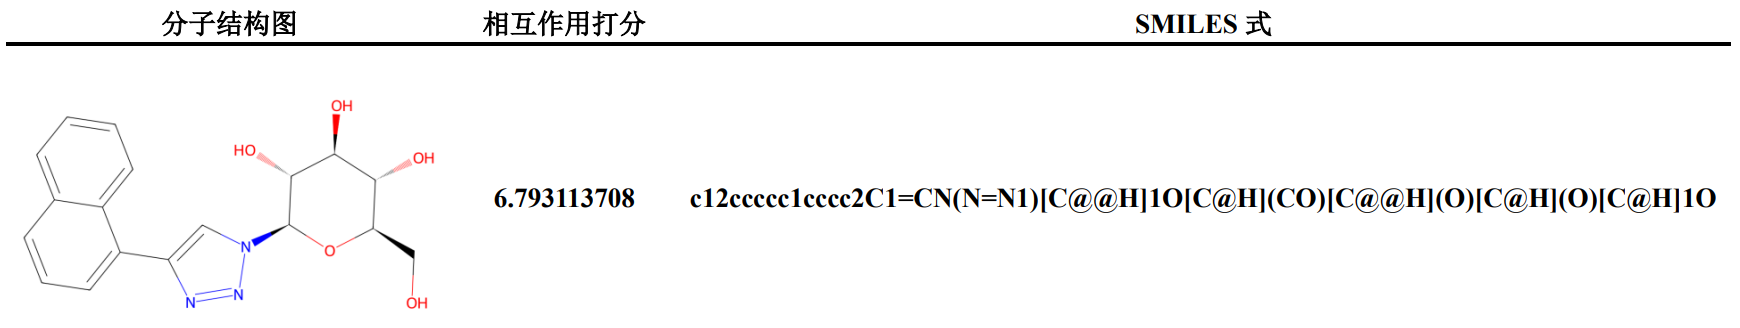 分子结构图 相互作用打分 SMILES 式
OH
HO
OH
6.793113708 c12ccccc1cccc2C1=CN(N=N1)[C@@H]1O[C@H](CO)[C@@H](O)[C@H](O)[C@H]1O
N
O
N
N
OH